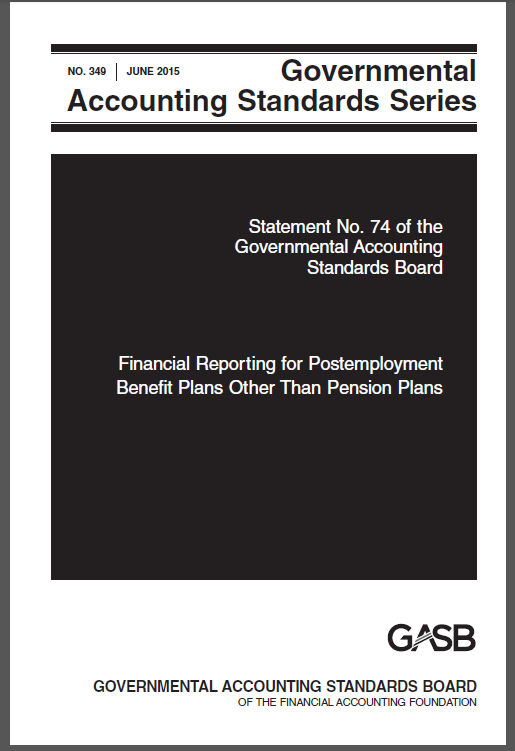 NO. 349 | JUNE 2015
Governmental
Accounting Standards Series
Statement No. 74 of the
Governmental Accounting
Standards Board
Financial Reporting for Postemployment
Benefit Plans Other Than Pension Plans
GASB
GOVERNMENTAL ACCOUNTING STANDARDS BOARD
OF THE FINANCIAL ACCOUNTING FOUNDATION